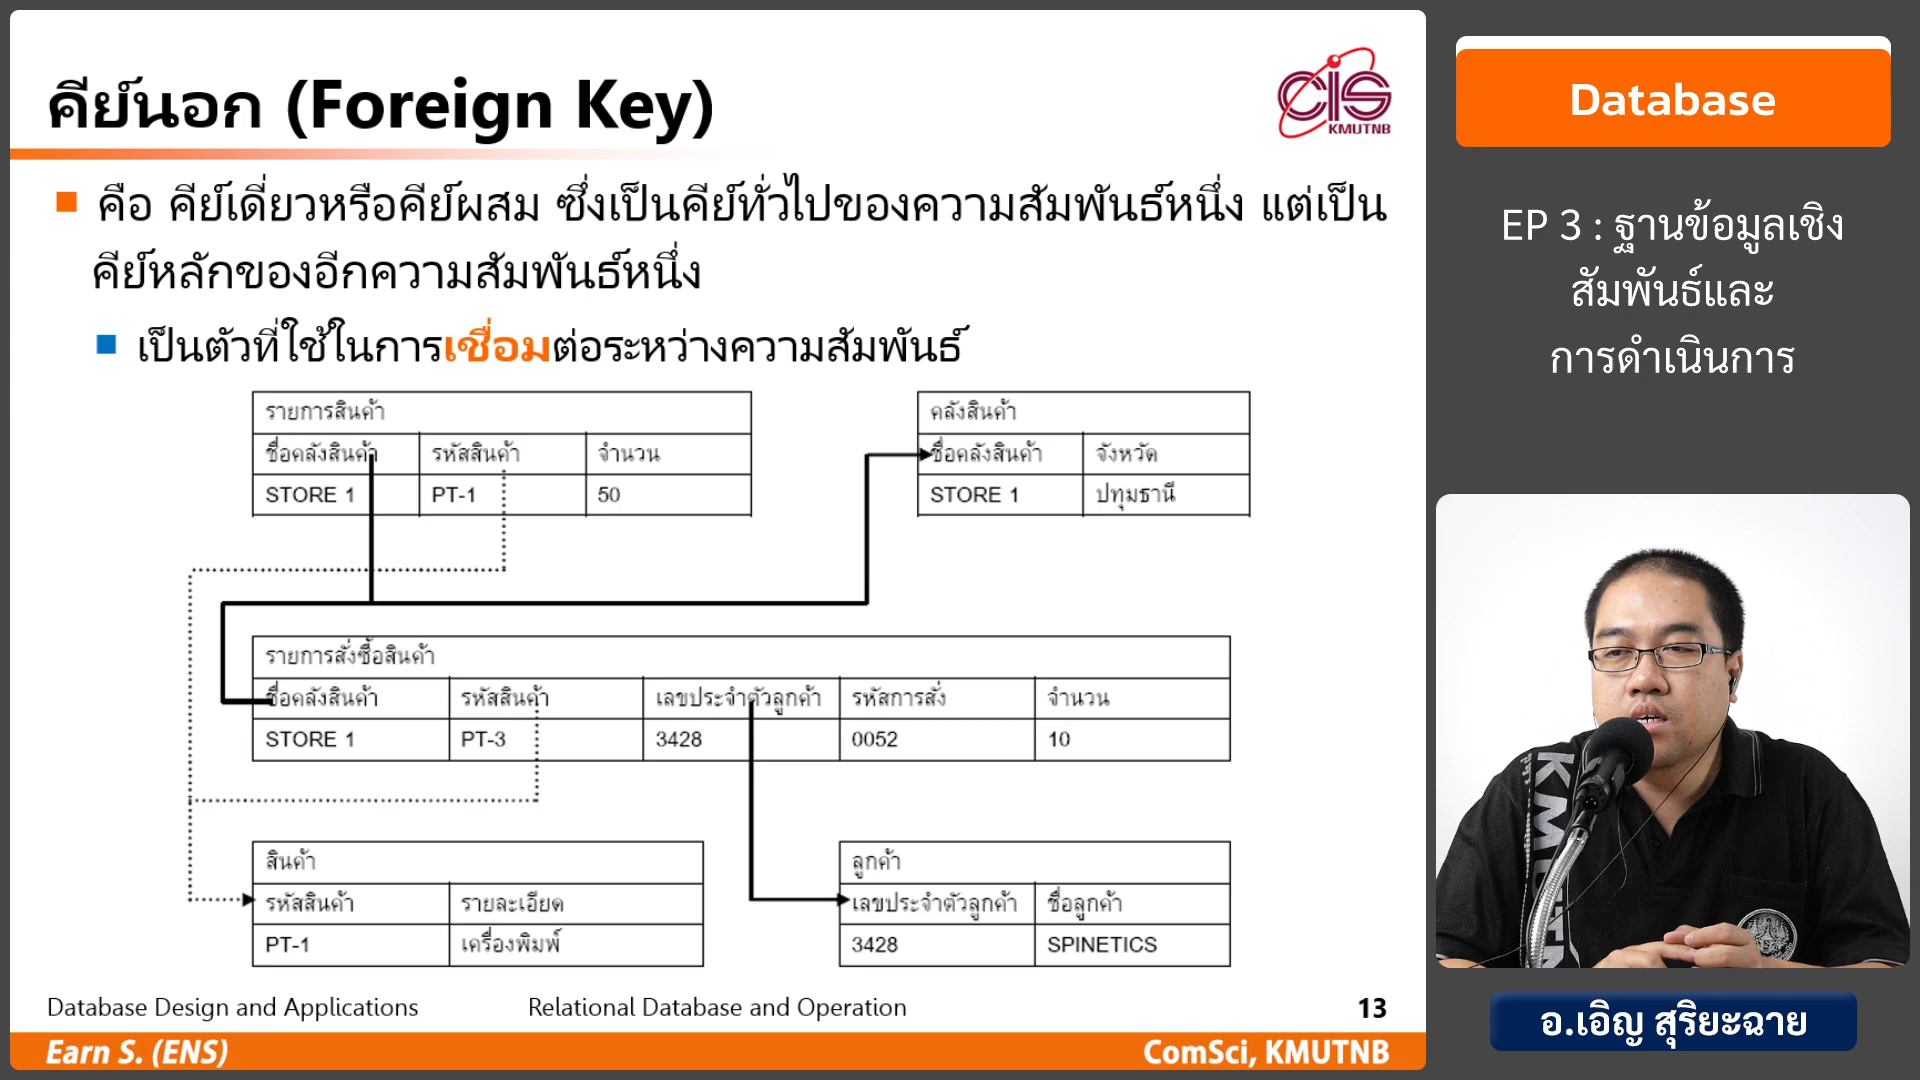 คีย์นอก (Foreign Key)
CIS
KMUTNB
คือ คีย์เดี่ยวหรือคีย์ผสม ซึ่งเป็นคีย์ทั่วไปของความสัมพันธ์หนึ่ง แต่เป็น
คีย์หลักของอีกความสัมพันธ์หนึ่ง
เป็นตัวที่ใช้ในการเชื่อมต่อระหว่างความสัมพันธ์
รายการสินค้า
ชื่อคลังสินค้า รหัสสินค้า จำนวน
STORE 1 PT-1 50
คลังสินค้า
ชื่อคลังสินค้า จังหวัด
STORE 1 ปทุมธานี
รายการสั่งซื้อสินค้า
ชื่อคลังสินค้า รหัสสินค้า เลขประจำตัวลูกค้า รหัสการสั่ง จำนวน
STORE 1 PT-3 3428 0052 10
สินค้า
รหัสสินค้า รายละเอียด
PT-1 เครื่องพิมพ์
ลูกค้า
เลขประจำตัวลูกค้า ชื่อลูกค้า
3428 SPINETICS
Database Design and Applications Relational Database and Operation 13
Earn S. (ENS) ComSci, KMUTNB
Database
EP 3 : ฐานข้อมูลเชิง
สัมพันธ์และ
การดำเนินการ
อ.เอิญ สุริยะฉาย